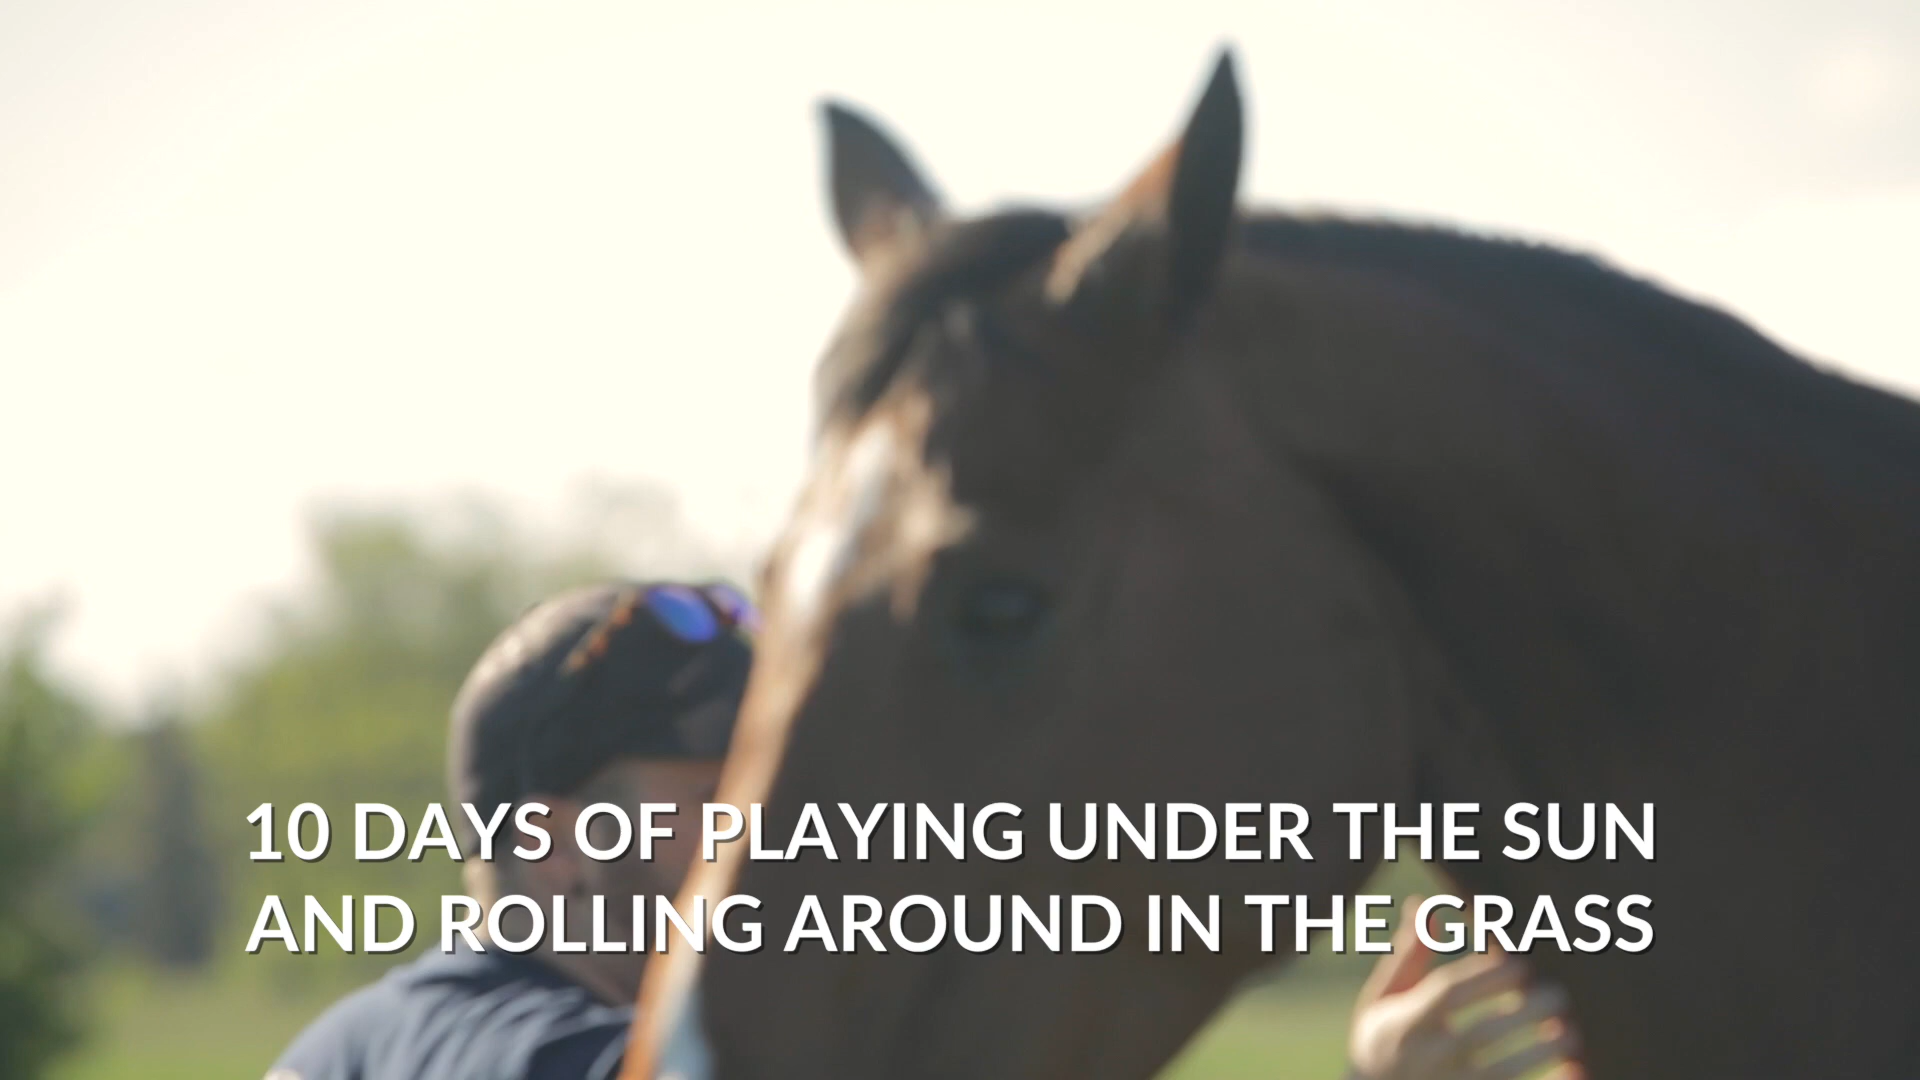 10 DAYS OF PLAYING UNDER THE SUN
AND ROLLING AROUND IN THE GRASS